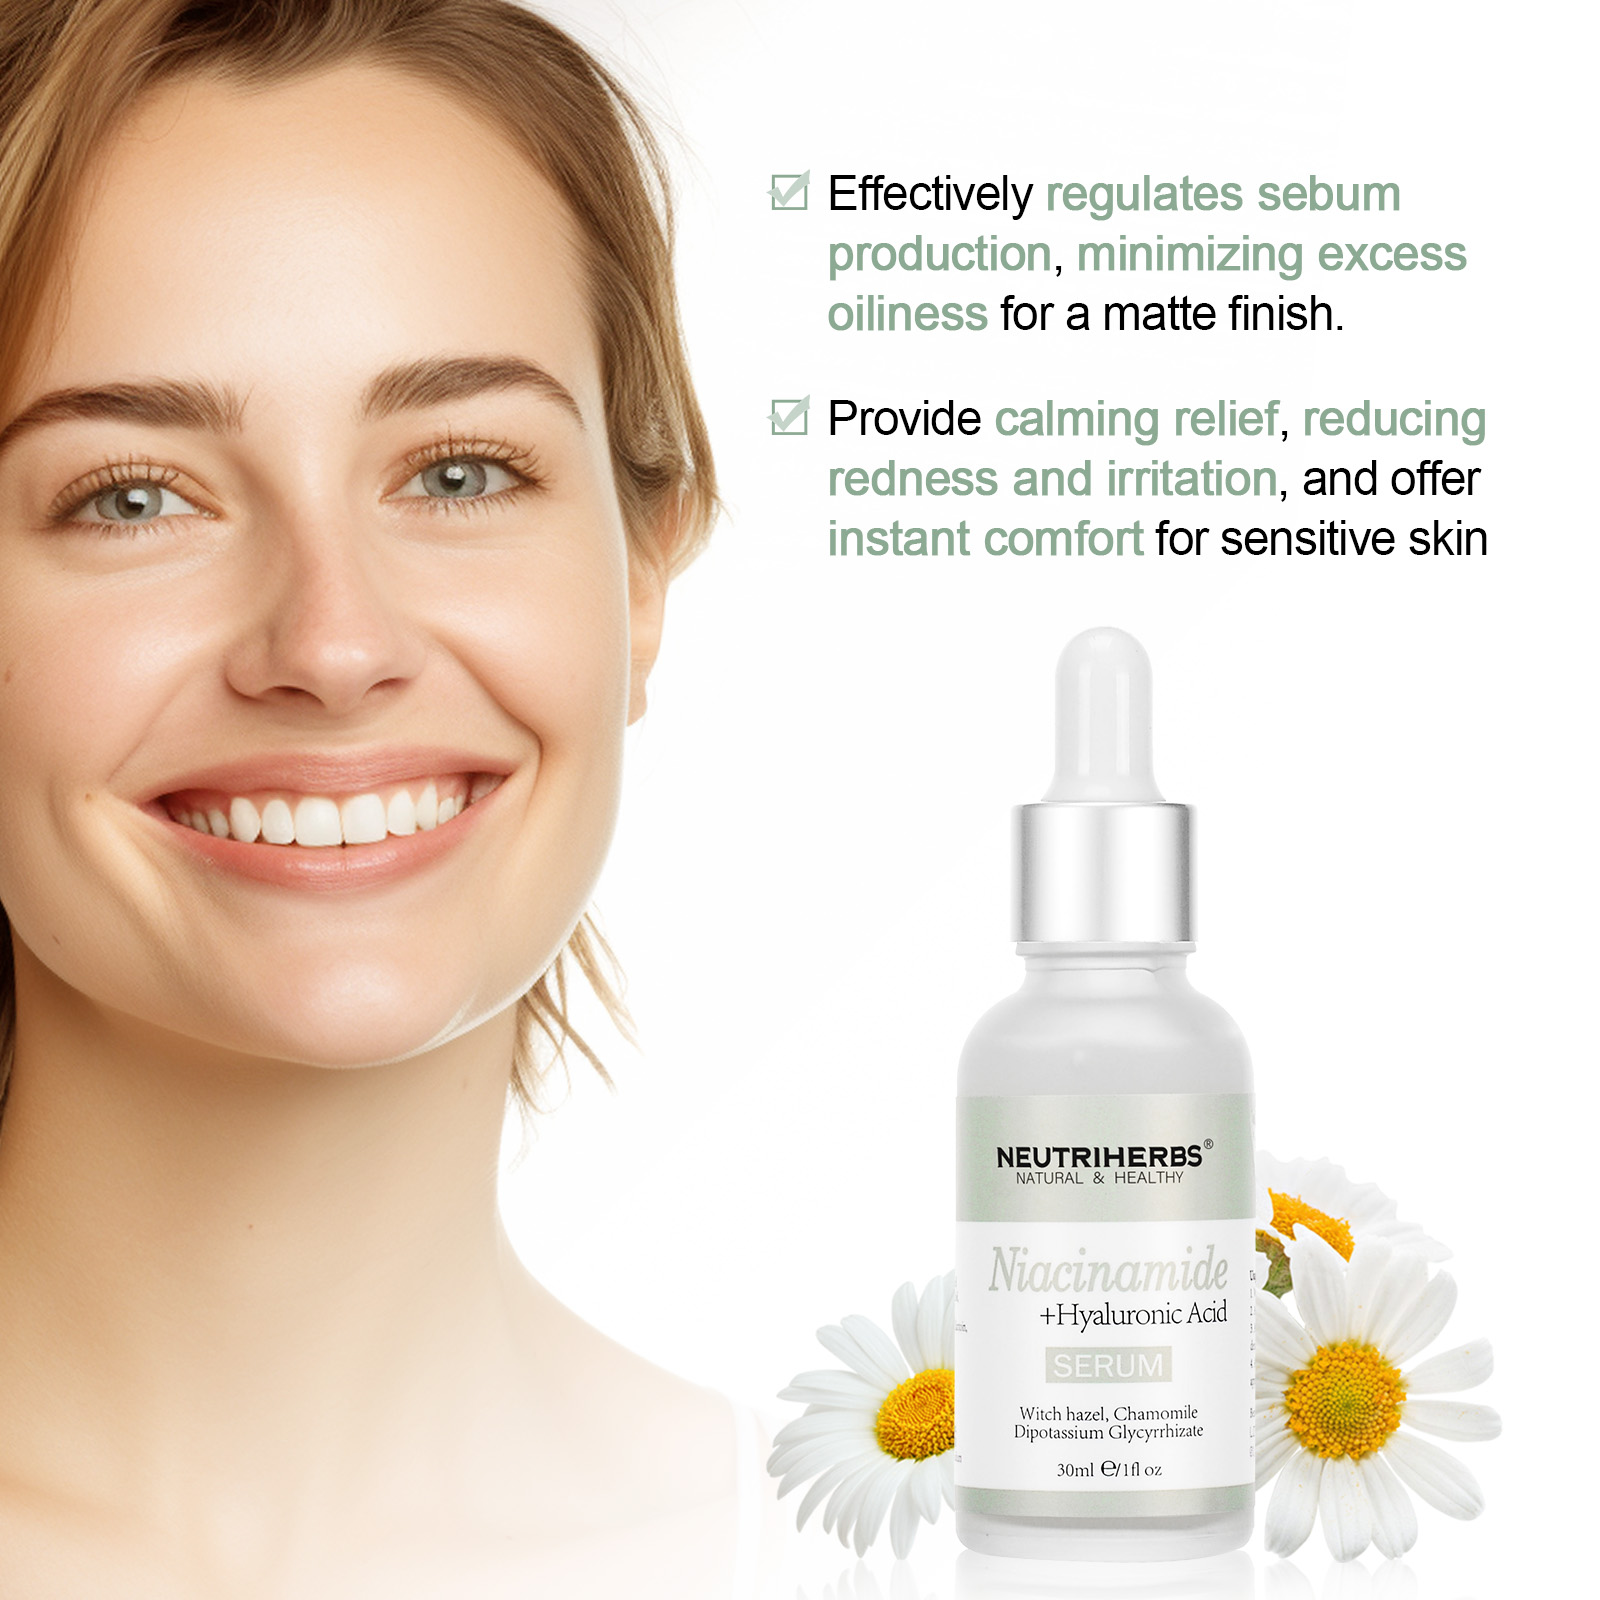 Effectively regulates sebum
production, minimizing excess
oiliness for a matte finish.
Provide calming relief, reducing
redness and irritation, and offer
instant comfort for sensitive skin
NEUTRIHERBS®
NATURAL & HEALTHY
Niacinamide
+Hyaluronic Acid
SERUM
Witch hazel, Chamomile
Dipotassium Glycyrrhizate
30ml ℮/1fl oz